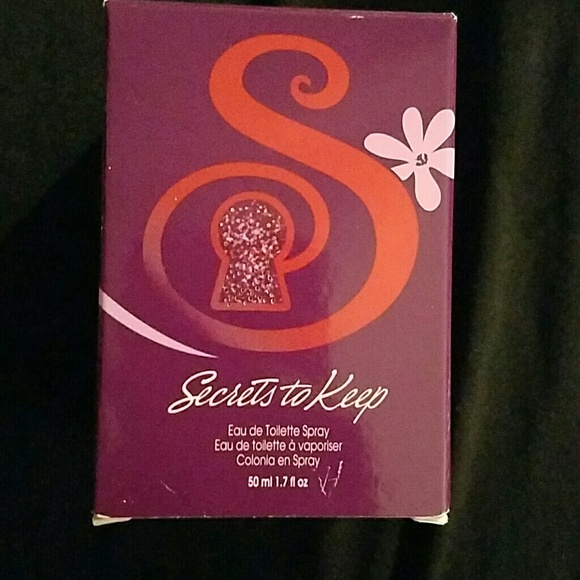 S
Secrets to Keep
Eau de Toilette Spray
Eau de toilette à vaporiser
Colonia en Spray
50 ml 1.7 fl oz